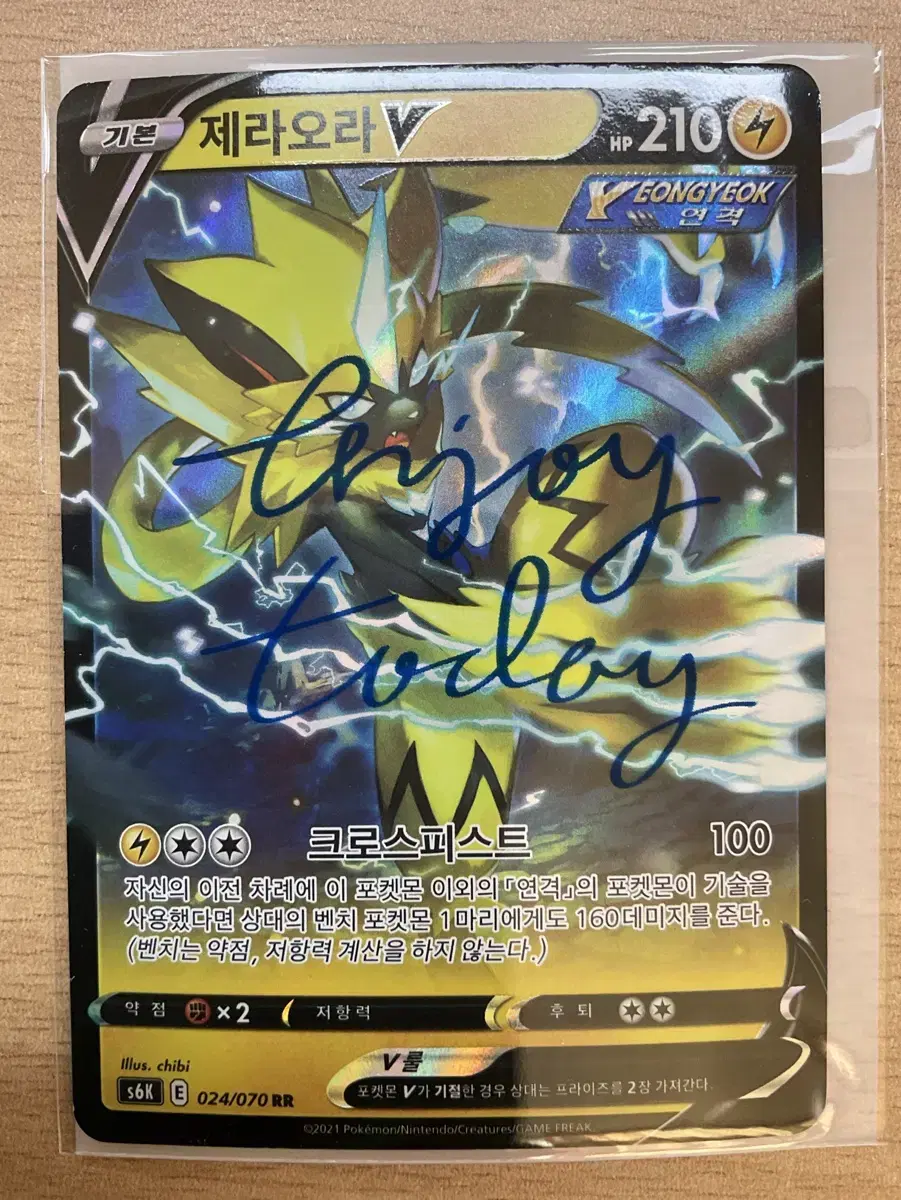 기본 제라오라 V HP 210
YEONGYEOK
연격
Enjoy
today
크로스피스트 100
자신의 이전 차례에 이 포켓몬 이외의 「연격」의 포켓몬이 기술을
사용했다면 상대의 벤치 포켓몬 1마리에게도 160데미지를 준다.
(벤치는 약점, 저항력 계산을 하지 않는다.)
약점 ×2 저항력 후퇴
Illus. chibi
V룰
s6K E 024/070 RR
포켓몬 V가 기절한 경우 상대는 프라이즈를 2장 가져간다.
©2021 Pokémon/Nintendo/Creatures/GAME FREAK.